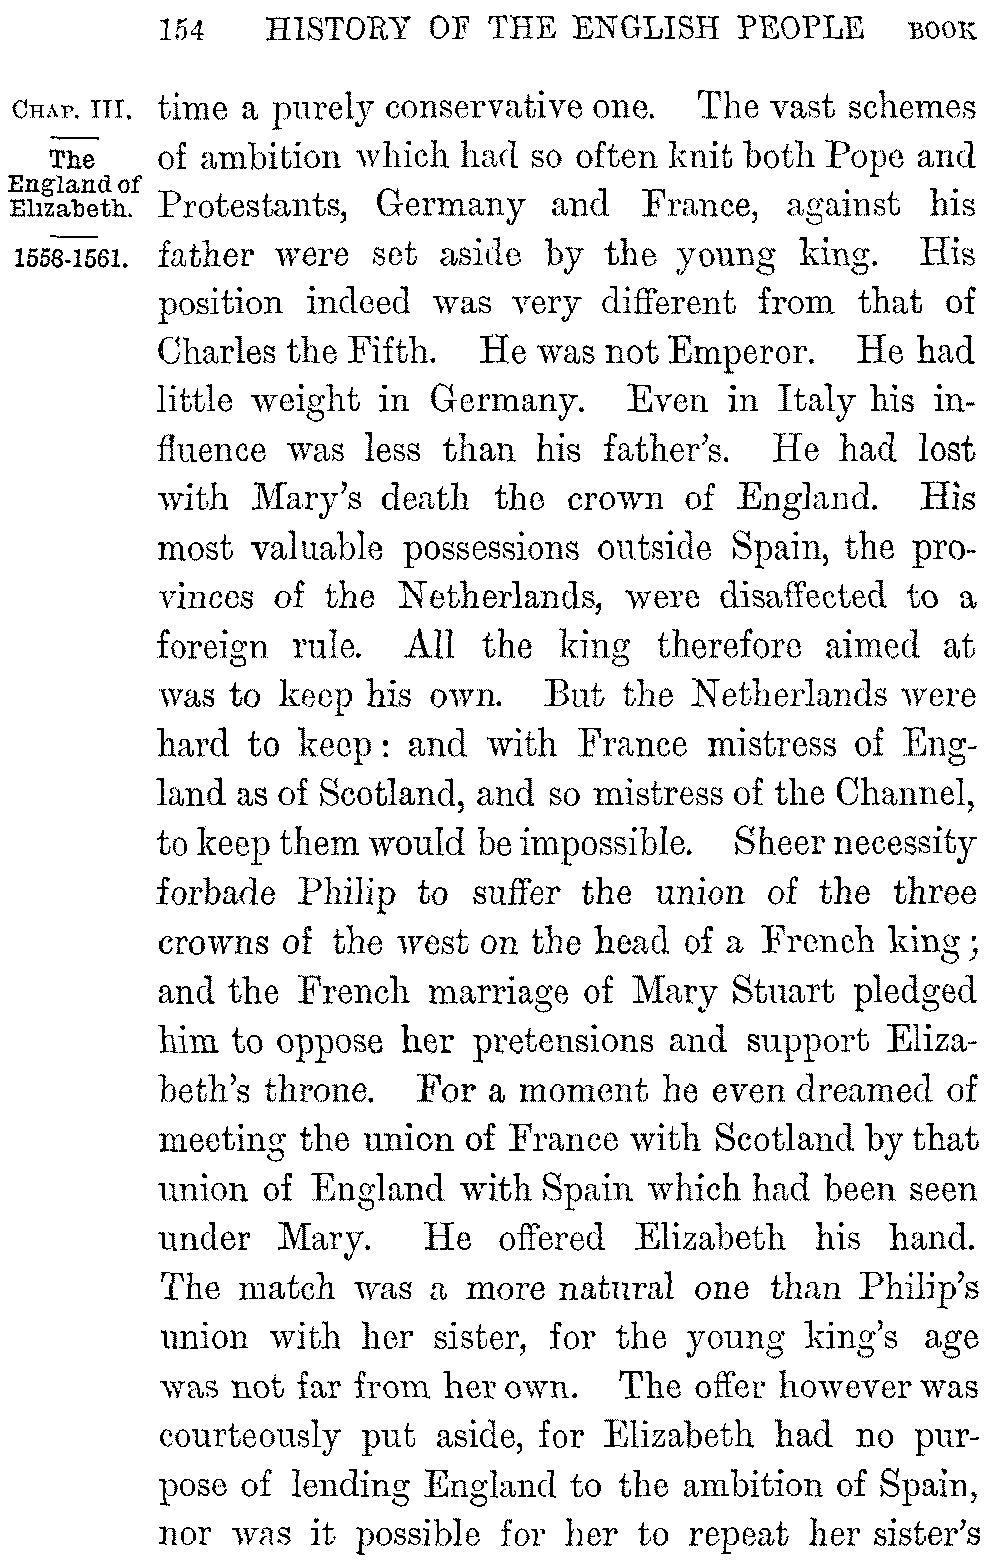 154 HISTORY OF THE ENGLISH PEOPLE BOOK
CHAP. III.
The
England of
Elizabeth.
1558-1561.
time a purely conservative one. The vast schemes
of ambition which had so often knit both Pope and
Protestants, Germany and France, against his
father were set aside by the young king. His
position indeed was very different from that of
Charles the Fifth. He was not Emperor. He had
little weight in Germany. Even in Italy his in-
fluence was less than his father's. He had lost
with Mary's death the crown of England. His
most valuable possessions outside Spain, the pro-
vinces of the Netherlands, were disaffected to a
foreign rule. All the king therefore aimed at
was to keep his own. But the Netherlands were
hard to keep: and with France mistress of Eng-
land as of Scotland, and so mistress of the Channel,
to keep them would be impossible. Sheer necessity
forbade Philip to suffer the union of the three
crowns of the west on the head of a French king;
and the French marriage of Mary Stuart pledged
him to oppose her pretensions and support Eliza-
beth's throne. For a moment he even dreamed of
meeting the union of France with Scotland by that
union of England with Spain which had been seen
under Mary. He offered Elizabeth his hand.
The match was a more natural one than Philip's
union with her sister, for the young king's age
was not far from her own. The offer however was
courteously put aside, for Elizabeth had no pur-
pose of lending England to the ambition of Spain,
nor was it possible for her to repeat her sister's